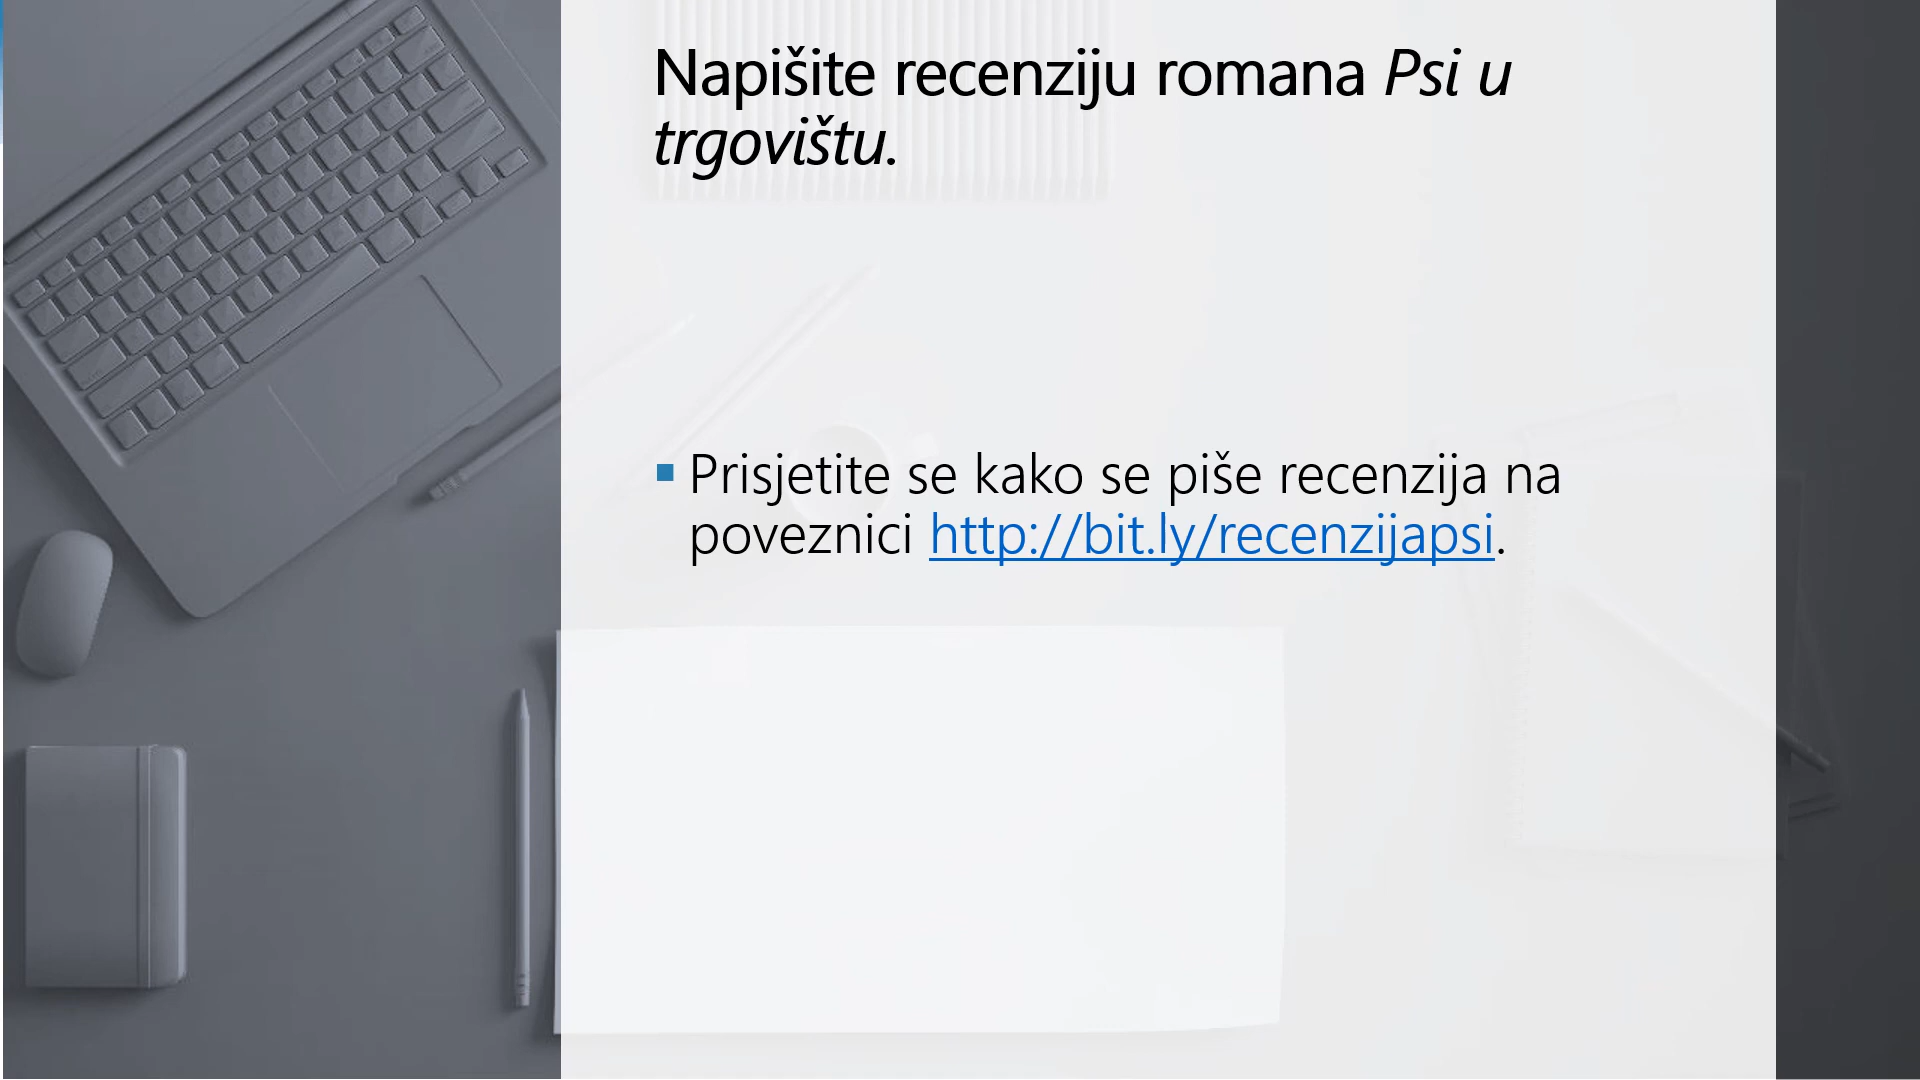 Napišite recenziju romana Psi u
trgovištu.
Prisjetite se kako se piše recenzija na
poveznici http://bit.ly/recenzijapsi.